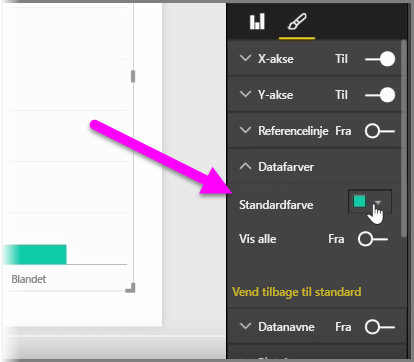 X-akse Til
Y-akse Til
Referencelinje Fra
Datafarver
Standardfarve
Vis alle Fra
Vend tilbage til standard
Datanavne Fra
Blandet